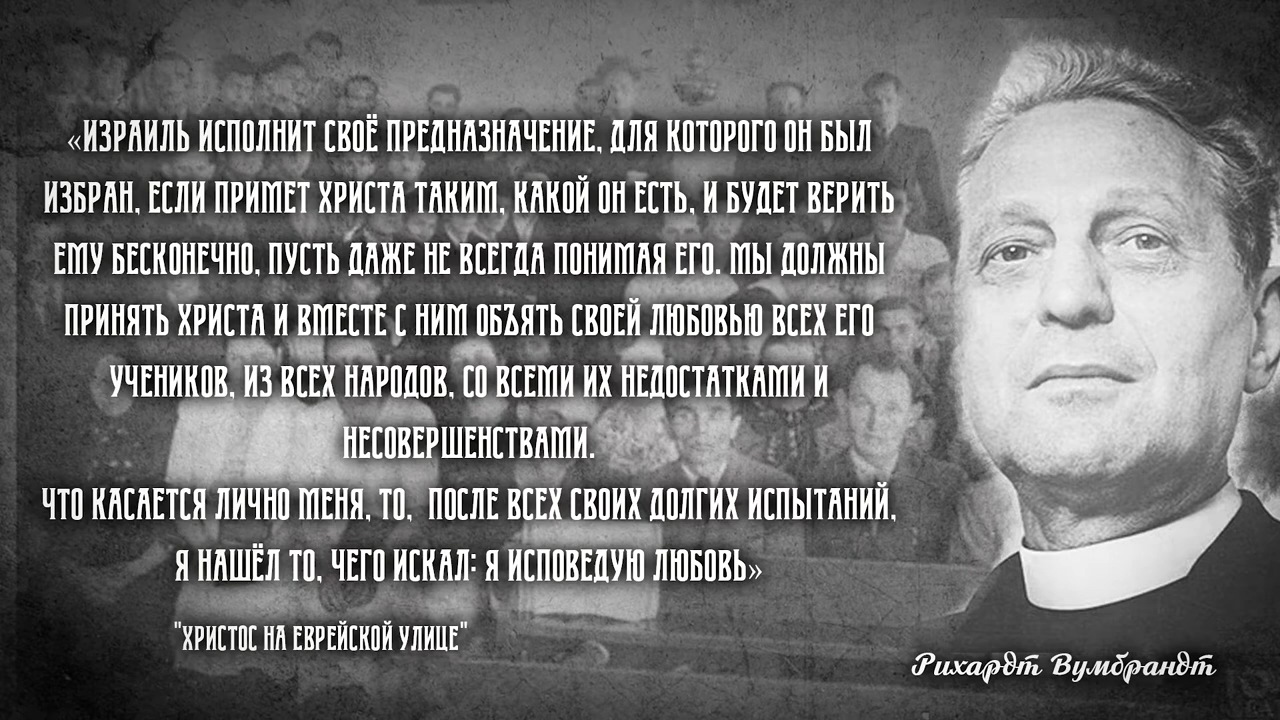 «ИЗРАИЛЬ ИСПОЛНИТ СВОЁ ПРЕДНАЗНАЧЕНИЕ, ДЛЯ КОТОРОГО ОН БЫЛ
ИЗБРАН, ЕСЛИ ПРИМЕТ ХРИСТА ТАКИМ, КАКОЙ ОН ЕСТЬ, И БУДЕТ ВЕРИТЬ
ЕМУ БЕСКОНЕЧНО, ПУСТЬ ДАЖЕ НЕ ВСЕГДА ПОНИМАЯ ЕГО. МЫ ДОЛЖНЫ
ПРИНЯТЬ ХРИСТА И ВМЕСТЕ С НИМ ОБЪЯТЬ СВОЕЙ ЛЮБОВЬЮ ВСЕХ ЕГО
УЧЕНИКОВ, ИЗ ВСЕХ НАРОДОВ, СО ВСЕМИ ИХ НЕДОСТАТКАМИ И
НЕСОВЕРШЕНСТВАМИ.
ЧТО КАСАЕТСЯ ЛИЧНО МЕНЯ, ТО, ПОСЛЕ ВСЕХ СВОИХ ДОЛГИХ ИСПЫТАНИЙ,
Я НАШЁЛ ТО, ЧЕГО ИСКАЛ: Я ИСПОВЕДУЮ ЛЮБОВЬ»
"ХРИСТОС НА ЕВРЕЙСКОЙ УЛИЦЕ"
Рихардт Вумбрандт